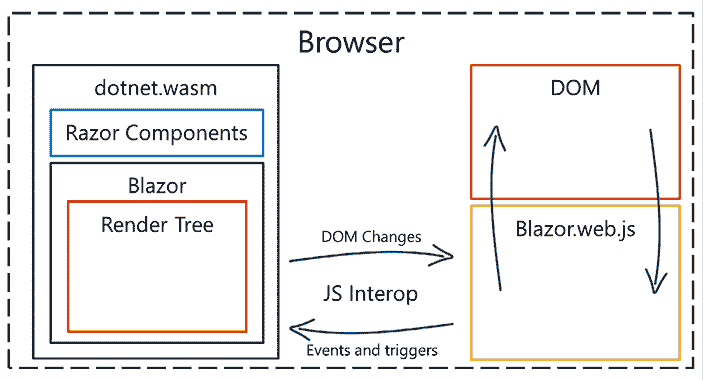 Browser
dotnet.wasm
Razor Components
Blazor
Render Tree
DOM Changes
JS Interop
Events and triggers
DOM
Blazor.web.js